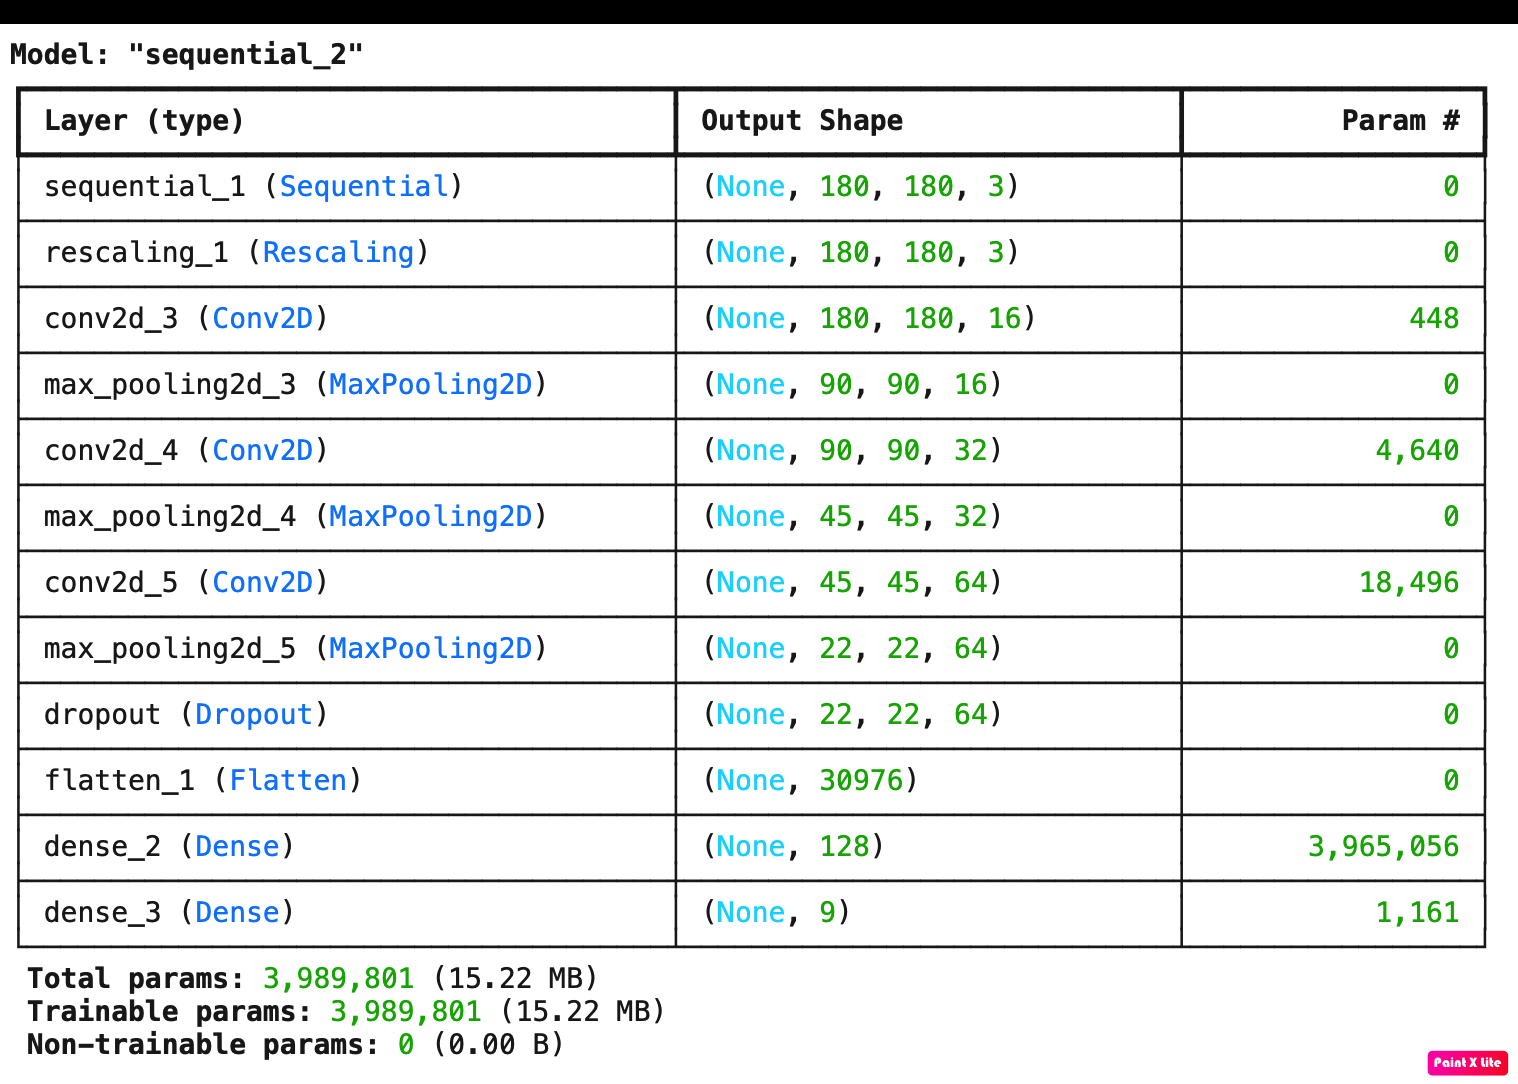 Model: "sequential_2"
Layer (type) Output Shape Param #
sequential_1 (Sequential) (None, 180, 180, 3) 0
rescaling_1 (Rescaling) (None, 180, 180, 3) 0
conv2d_3 (Conv2D) (None, 180, 180, 16) 448
max_pooling2d_3 (MaxPooling2D) (None, 90, 90, 16) 0
conv2d_4 (Conv2D) (None, 90, 90, 32) 4,640
max_pooling2d_4 (MaxPooling2D) (None, 45, 45, 32) 0
conv2d_5 (Conv2D) (None, 45, 45, 64) 18,496
max_pooling2d_5 (MaxPooling2D) (None, 22, 22, 64) 0
dropout (Dropout) (None, 22, 22, 64) 0
flatten_1 (Flatten) (None, 30976) 0
dense_2 (Dense) (None, 128) 3,965,056
dense_3 (Dense) (None, 9) 1,161
Total params: 3,989,801 (15.22 MB)
Trainable params: 3,989,801 (15.22 MB)
Non-trainable params: 0 (0.00 B)
Paint X Lite